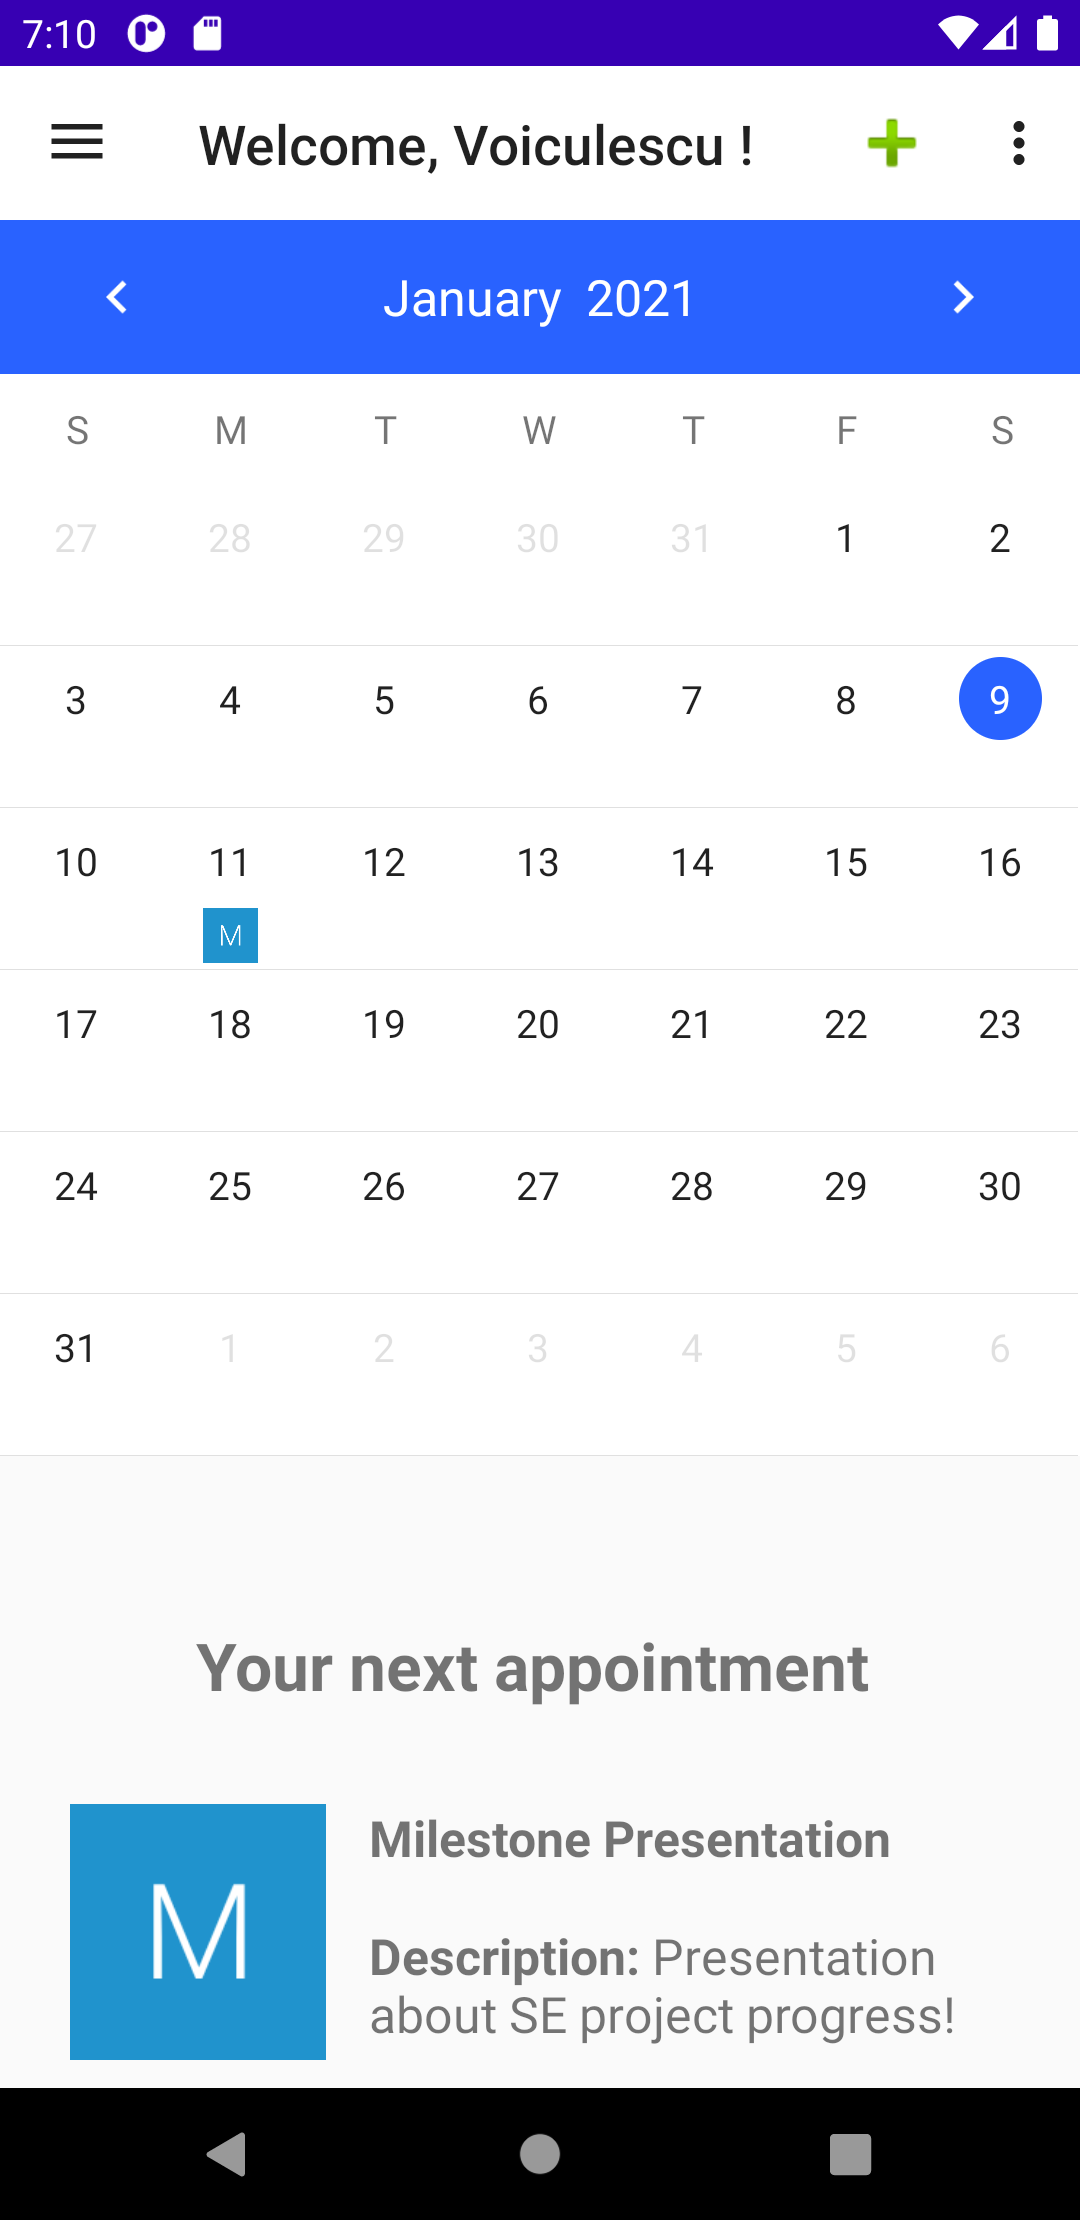 7:10
Welcome, Voiculescu !
January 2021
S M T W T F S
27 28 29 30 31 1 2
3 4 5 6 7 8 9
10 11 12 13 14 15 16
M
17 18 19 20 21 22 23
24 25 26 27 28 29 30
31 1 2 3 4 5 6
Your next appointment
M
Milestone Presentation
Description: Presentation
about SE project progress!